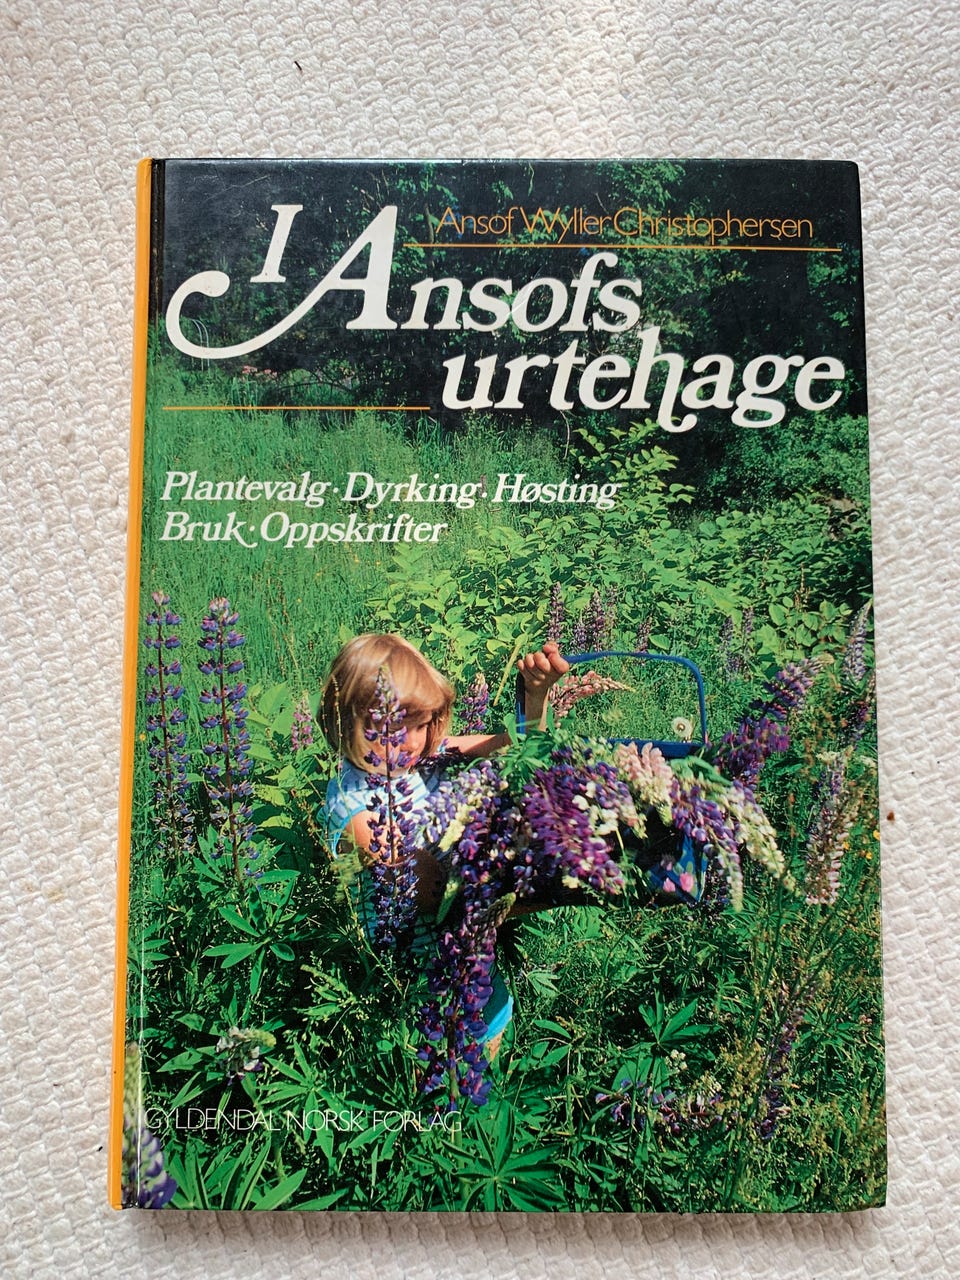 Ansof Wyller Christophersen
I Ansofs
urtehage
Plantevalg · Dyrking · Høsting
Bruk · Oppskrifter
GYLDENDAL NORSK FORLAG